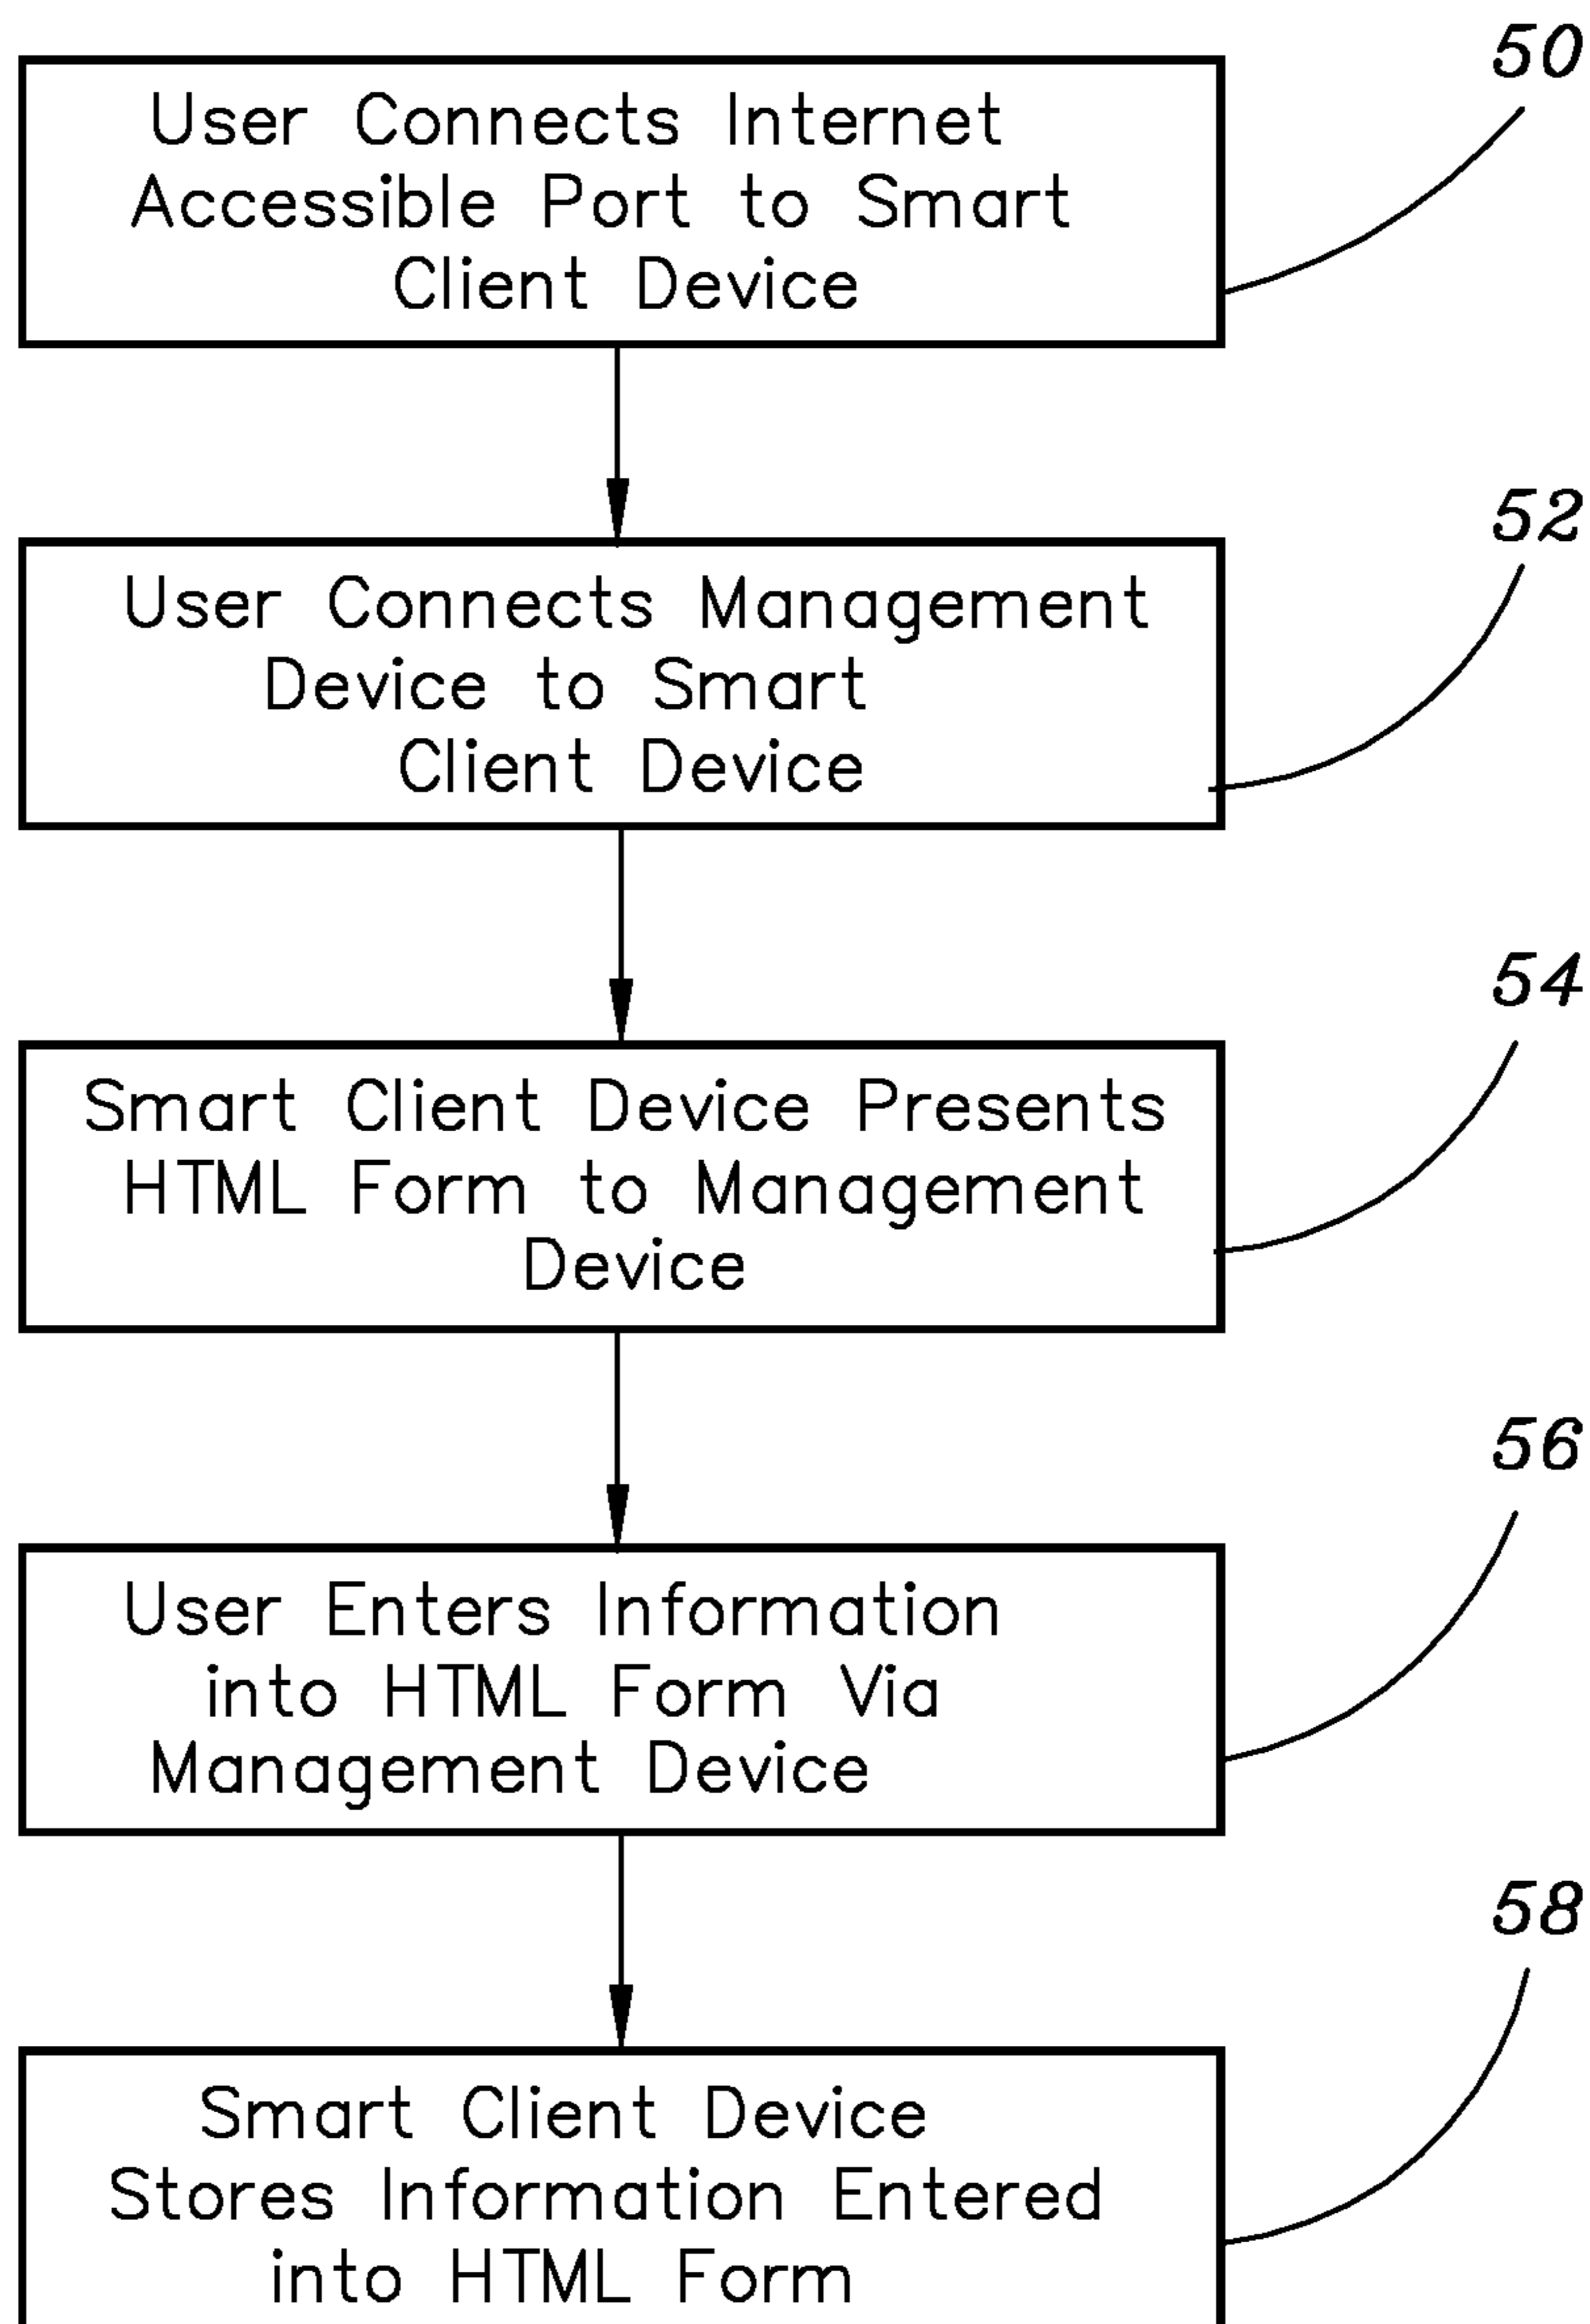 50
User Connects Internet
Accessible Port to Smart
Client Device
52
User Connects Management
Device to Smart
Client Device
54
Smart Client Device Presents
HTML Form to Management
Device
56
User Enters Information
into HTML Form Via
Management Device
58
Smart Client Device
Stores Information Entered
into HTML Form